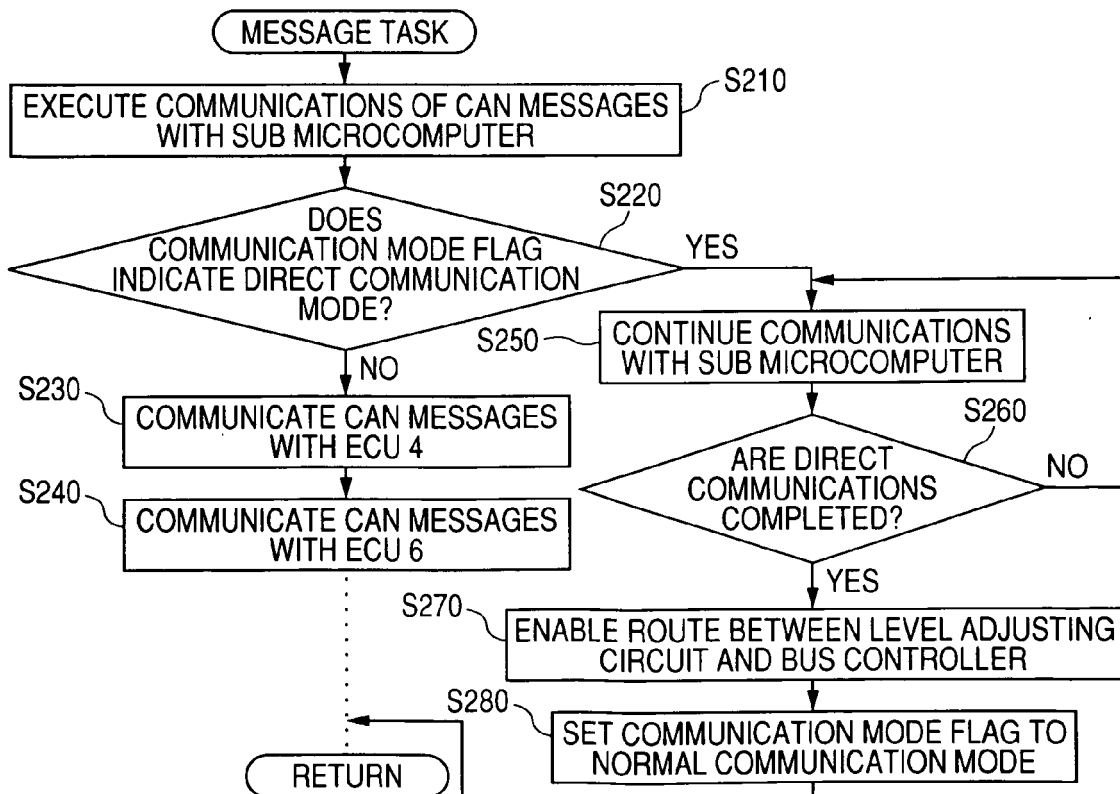 MESSAGE TASK
S210
EXECUTE COMMUNICATIONS OF CAN MESSAGES
WITH SUB MICROCOMPUTER
S220
DOES
COMMUNICATION MODE FLAG
INDICATE DIRECT COMMUNICATION
MODE?
YES
NO
S230
COMMUNICATE CAN MESSAGES
WITH ECU 4
S240
COMMUNICATE CAN MESSAGES
WITH ECU 6
S250
CONTINUE COMMUNICATIONS
WITH SUB MICROCOMPUTER
S260
ARE DIRECT
COMMUNICATIONS
COMPLETED?
NO
YES
S270
ENABLE ROUTE BETWEEN LEVEL ADJUSTING
CIRCUIT AND BUS CONTROLLER
S280
SET COMMUNICATION MODE FLAG TO
NORMAL COMMUNICATION MODE
RETURN